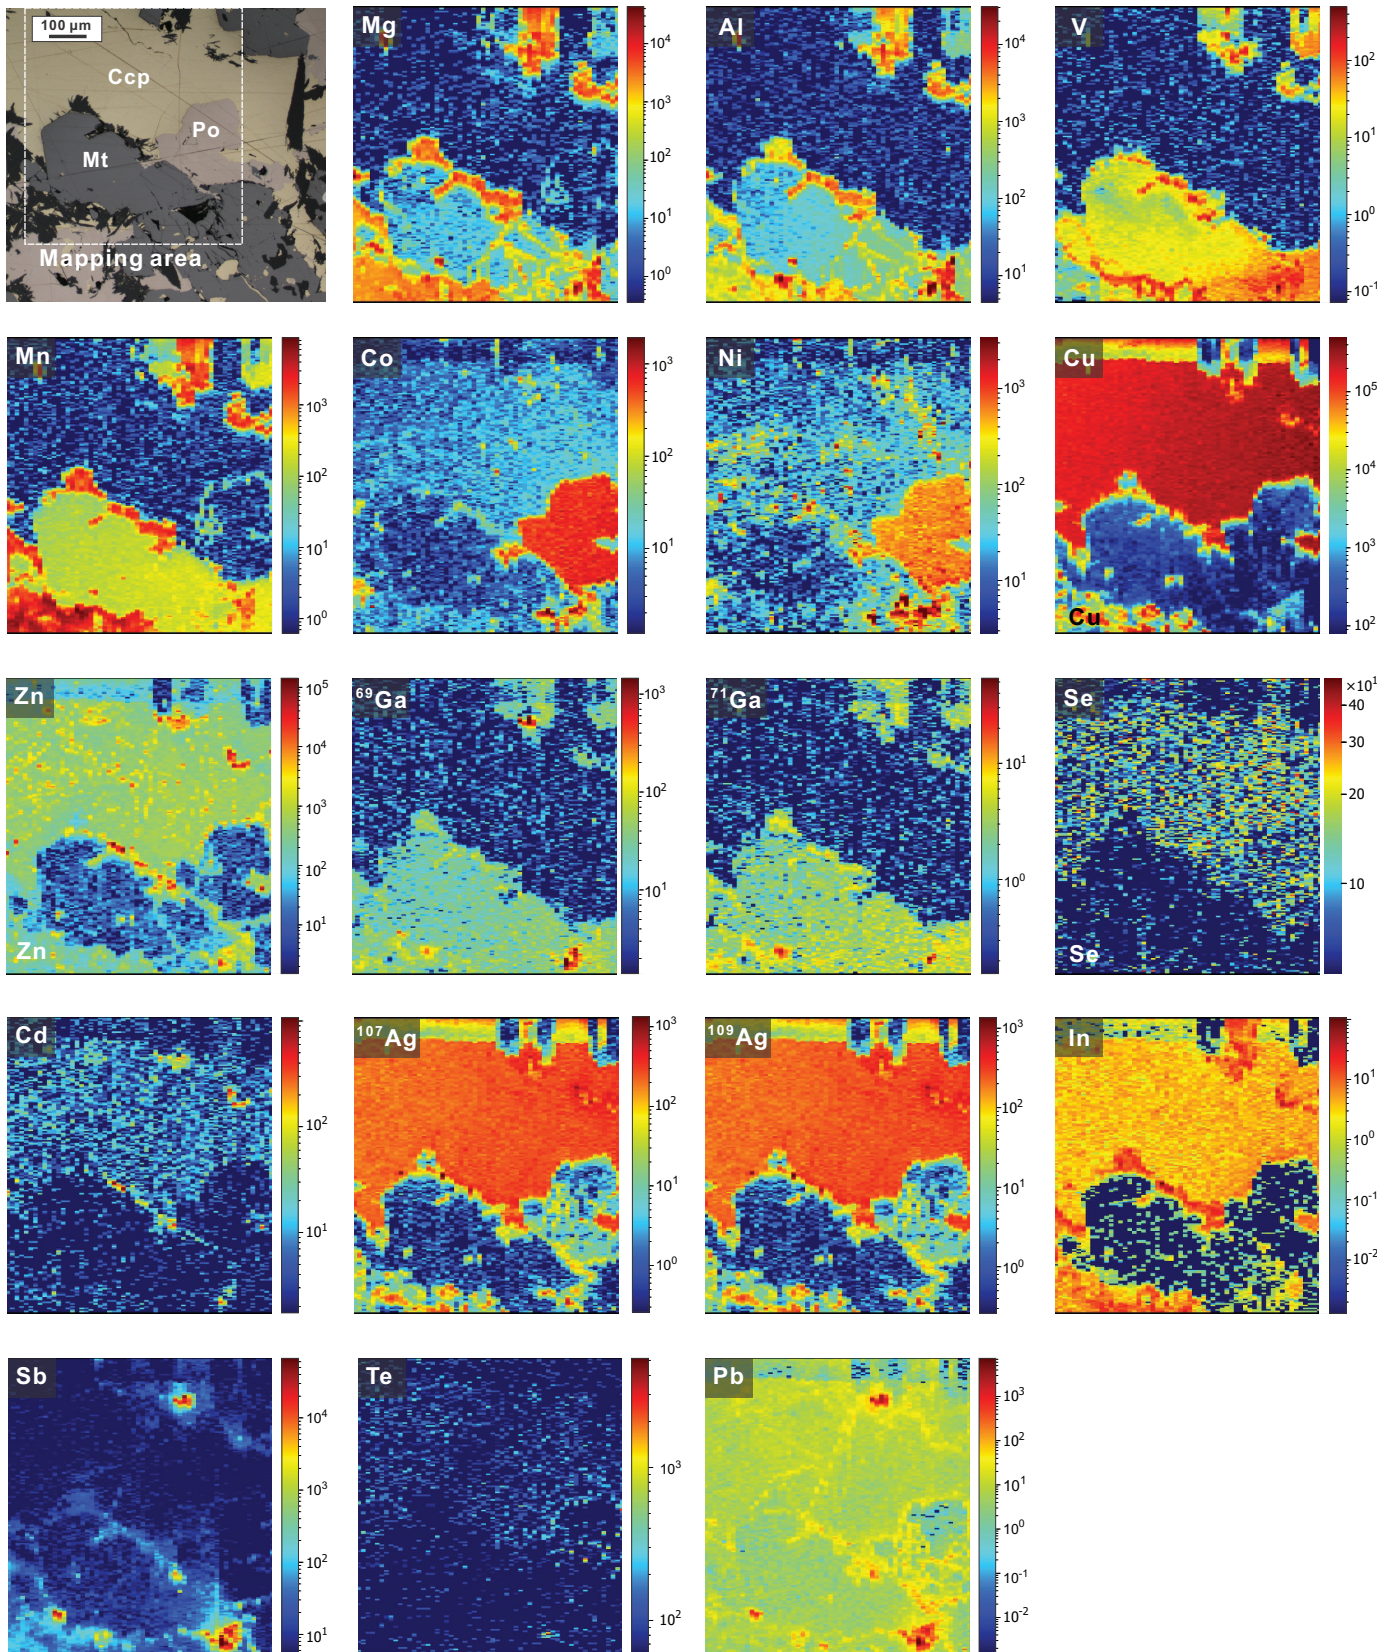 100 µm
Ccp
Po
Mt
Mapping area
Mg
10⁴
10³
10²
10¹
10⁰
Al
10⁴
10³
10²
10¹
V
10²
10¹
10⁰
10⁻¹
Mn
10³
10²
10¹
10⁰
Co
10³
10²
10¹
Ni
10³
10²
10¹
Cu
10⁵
10⁴
10³
10²
Cu
Zn
10⁵
10⁴
10³
10²
10¹
Zn
⁶⁹Ga
10³
10²
10¹
⁷¹Ga
10¹
10⁰
Se
×10¹
40
30
20
10
Se
Cd
10²
10¹
¹⁰⁷Ag
10³
10²
10¹
10⁰
¹⁰⁹Ag
10³
10²
10¹
10⁰
In
10¹
10⁰
10⁻¹
10⁻²
Sb
10⁴
10³
10²
10¹
Te
10³
10²
Pb
10³
10²
10¹
10⁰
10⁻¹
10⁻²